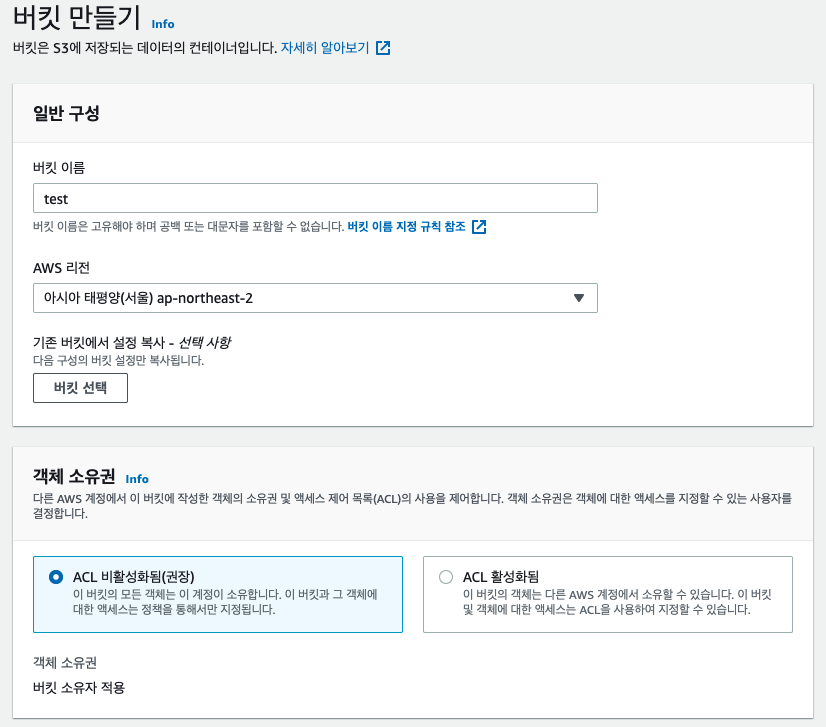 버킷 만들기 Info
버킷은 S3에 저장되는 데이터의 컨테이너입니다. 자세히 알아보기
일반 구성
버킷 이름
test
버킷 이름은 고유해야 하며 공백 또는 대문자를 포함할 수 없습니다. 버킷 이름 지정 규칙 참조
AWS 리전
아시아 태평양(서울) ap-northeast-2
기존 버킷에서 설정 복사 - 선택 사항
다음 구성의 버킷 설정만 복사됩니다.
버킷 선택
객체 소유권 Info
다른 AWS 계정에서 이 버킷에 작성한 객체의 소유권 및 액세스 제어 목록(ACL)의 사용을 제어합니다. 객체 소유권은 객체에 대한 액세스를 지정할 수 있는 사용자를
결정합니다.
ACL 비활성화됨(권장)
이 버킷의 모든 객체는 이 계정이 소유합니다. 이 버킷과 그 객체에
대한 액세스는 정책을 통해서만 지정됩니다.
ACL 활성화됨
이 버킷의 객체는 다른 AWS 계정에서 소유할 수 있습니다. 이 버킷
및 객체에 대한 액세스는 ACL을 사용하여 지정할 수 있습니다.
객체 소유권
버킷 소유자 적용